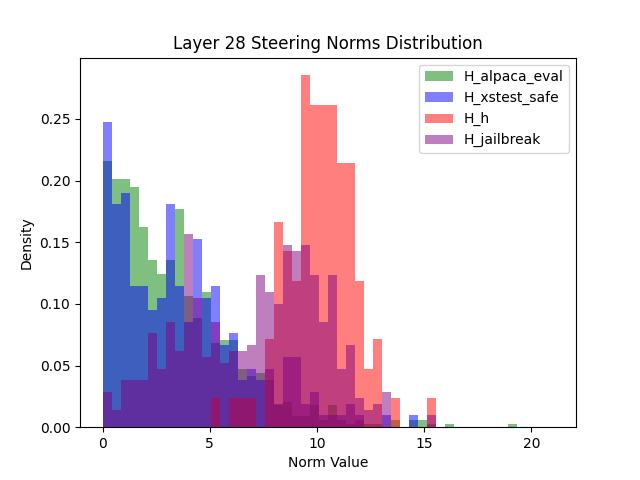 Layer 28 Steering Norms Distribution
H_alpaca_eval
H_xstest_safe
H_h
H_jailbreak
Density
0.25
0.20
0.15
0.10
0.05
0.00
0 5 10 15 20
Norm Value